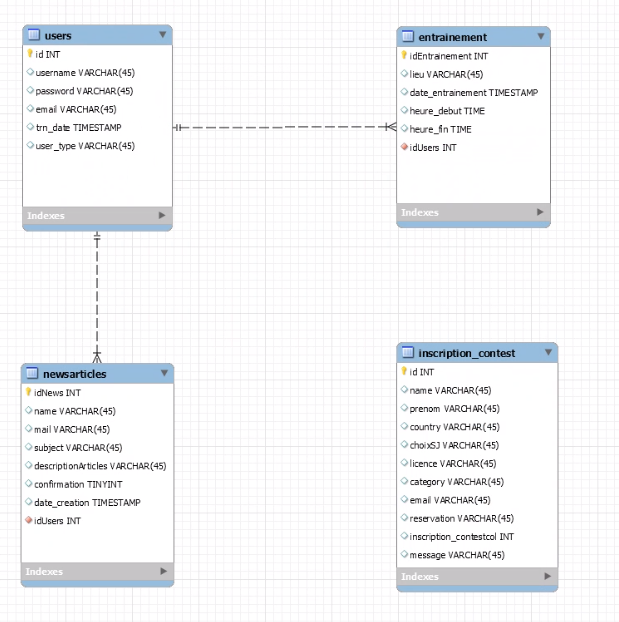 users
id INT
username VARCHAR(45)
password VARCHAR(45)
email VARCHAR(45)
trn_date TIMESTAMP
user_type VARCHAR(45)
Indexes
entrainement
idEntrainement INT
lieu VARCHAR(45)
date_entrainement TIMESTAMP
heure_debut TIME
heure_fin TIME
idUsers INT
Indexes
newsarticles
idNews INT
name VARCHAR(45)
mail VARCHAR(45)
subject VARCHAR(45)
descriptionArticles VARCHAR(45)
confirmation TINYINT
date_creation TIMESTAMP
idUsers INT
Indexes
inscription_contest
id INT
name VARCHAR(45)
prenom VARCHAR(45)
country VARCHAR(45)
choixSJ VARCHAR(45)
licence VARCHAR(45)
category VARCHAR(45)
email VARCHAR(45)
reservation VARCHAR(45)
inscription_contestcol INT
message VARCHAR(45)
Indexes